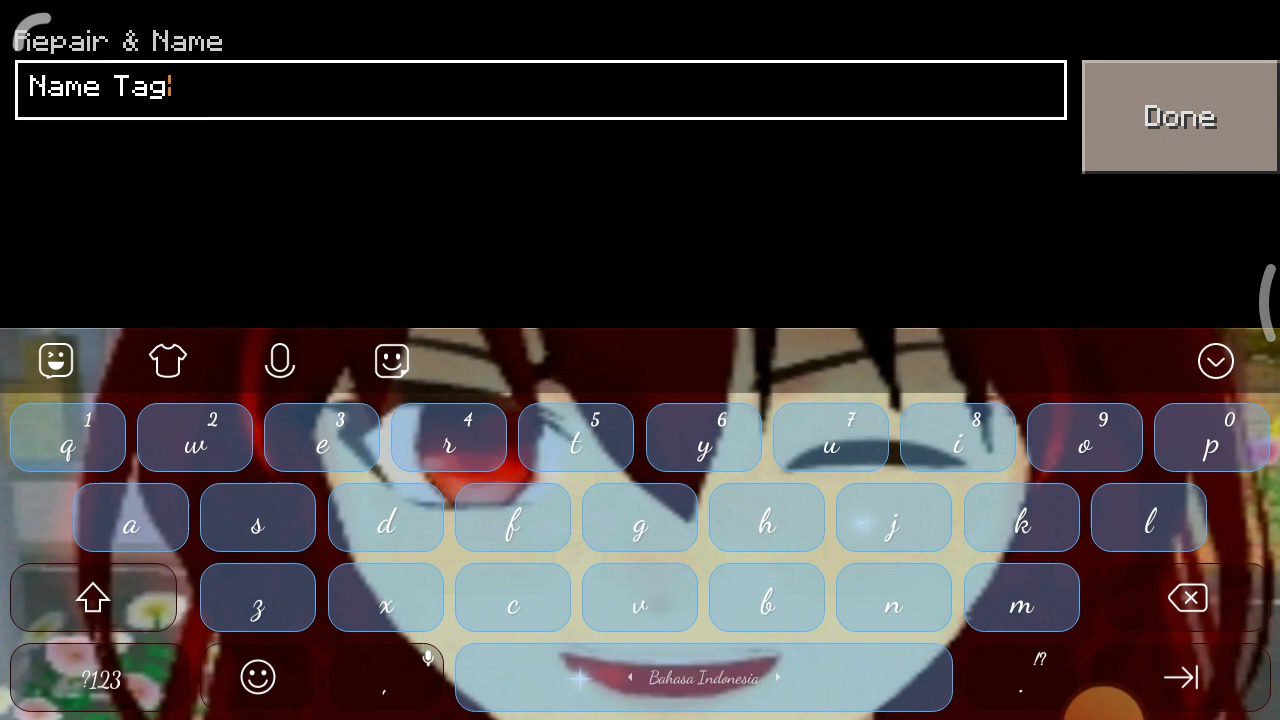 Repair & Name
Name Tag
Done
1 2 3 4 5 6 7 8 9 0
q w e r t y u i o p
a s d f g h j k l
z x c v b n m
?123 , Bahasa Indonesia . !?